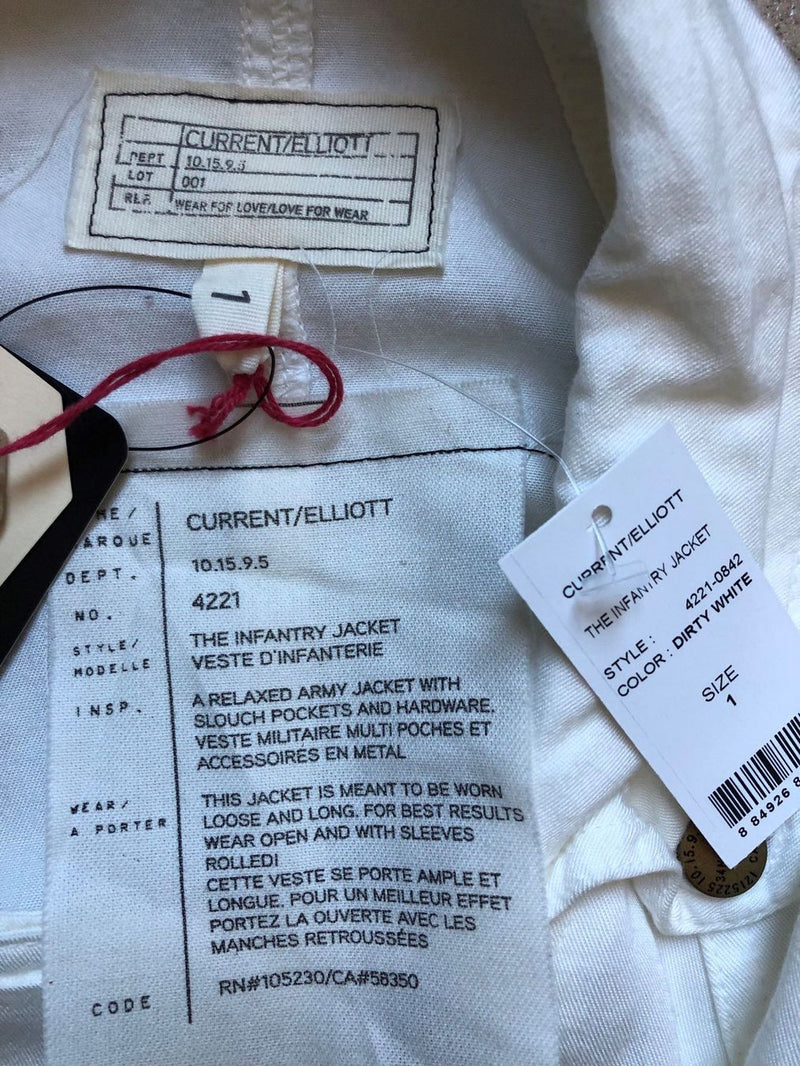 CURRENT/ELLIOTT
DEPT 10.15.9.5
LOT 001
REF. WEAR FOR LOVE/LOVE FOR WEAR
1
CURRENT/ELLIOTT
DEPT. 10.15.9.5
NO. 4221
STYLE/ THE INFANTRY JACKET
MODELLE VESTE D'INFANTERIE
INSP. A RELAXED ARMY JACKET WITH
SLOUCH POCKETS AND HARDWARE.
VESTE MILITAIRE MULTI POCHES ET
ACCESSOIRES EN METAL
WEAR/ THIS JACKET IS MEANT TO BE WORN
A PORTER LOOSE AND LONG. FOR BEST RESULTS
WEAR OPEN AND WITH SLEEVES
ROLLED!
CETTE VESTE SE PORTE AMPLE ET
LONGUE. POUR UN MEILLEUR EFFET
PORTEZ LA OUVERTE AVEC LES
MANCHES RETROUSSÉES
CODE RN#105230/CA#58350
CURRENT/ELLIOTT
THE INFANTRY JACKET
STYLE : 4221-0842
COLOR : DIRTY WHITE
SIZE
1
8 84926 8
1215225 10.15.9